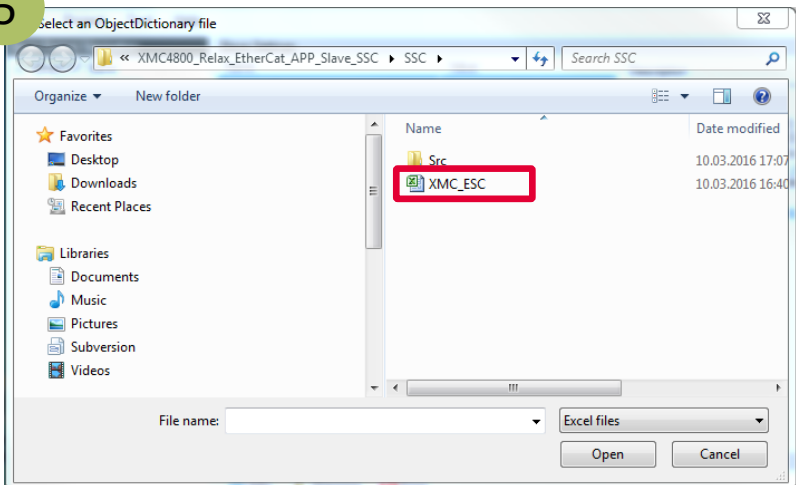 Select an ObjectDictionary file
« XMC4800_Relax_EtherCat_APP_Slave_SSC ▸ SSC ▸
Search SSC
Organize
New folder
Name
Date modified
Favorites
Desktop
Downloads
Recent Places
Src
10.03.2016 17:07
XMC_ESC
10.03.2016 16:40
Libraries
Documents
Music
Pictures
Subversion
Videos
File name:
Excel files
Open
Cancel